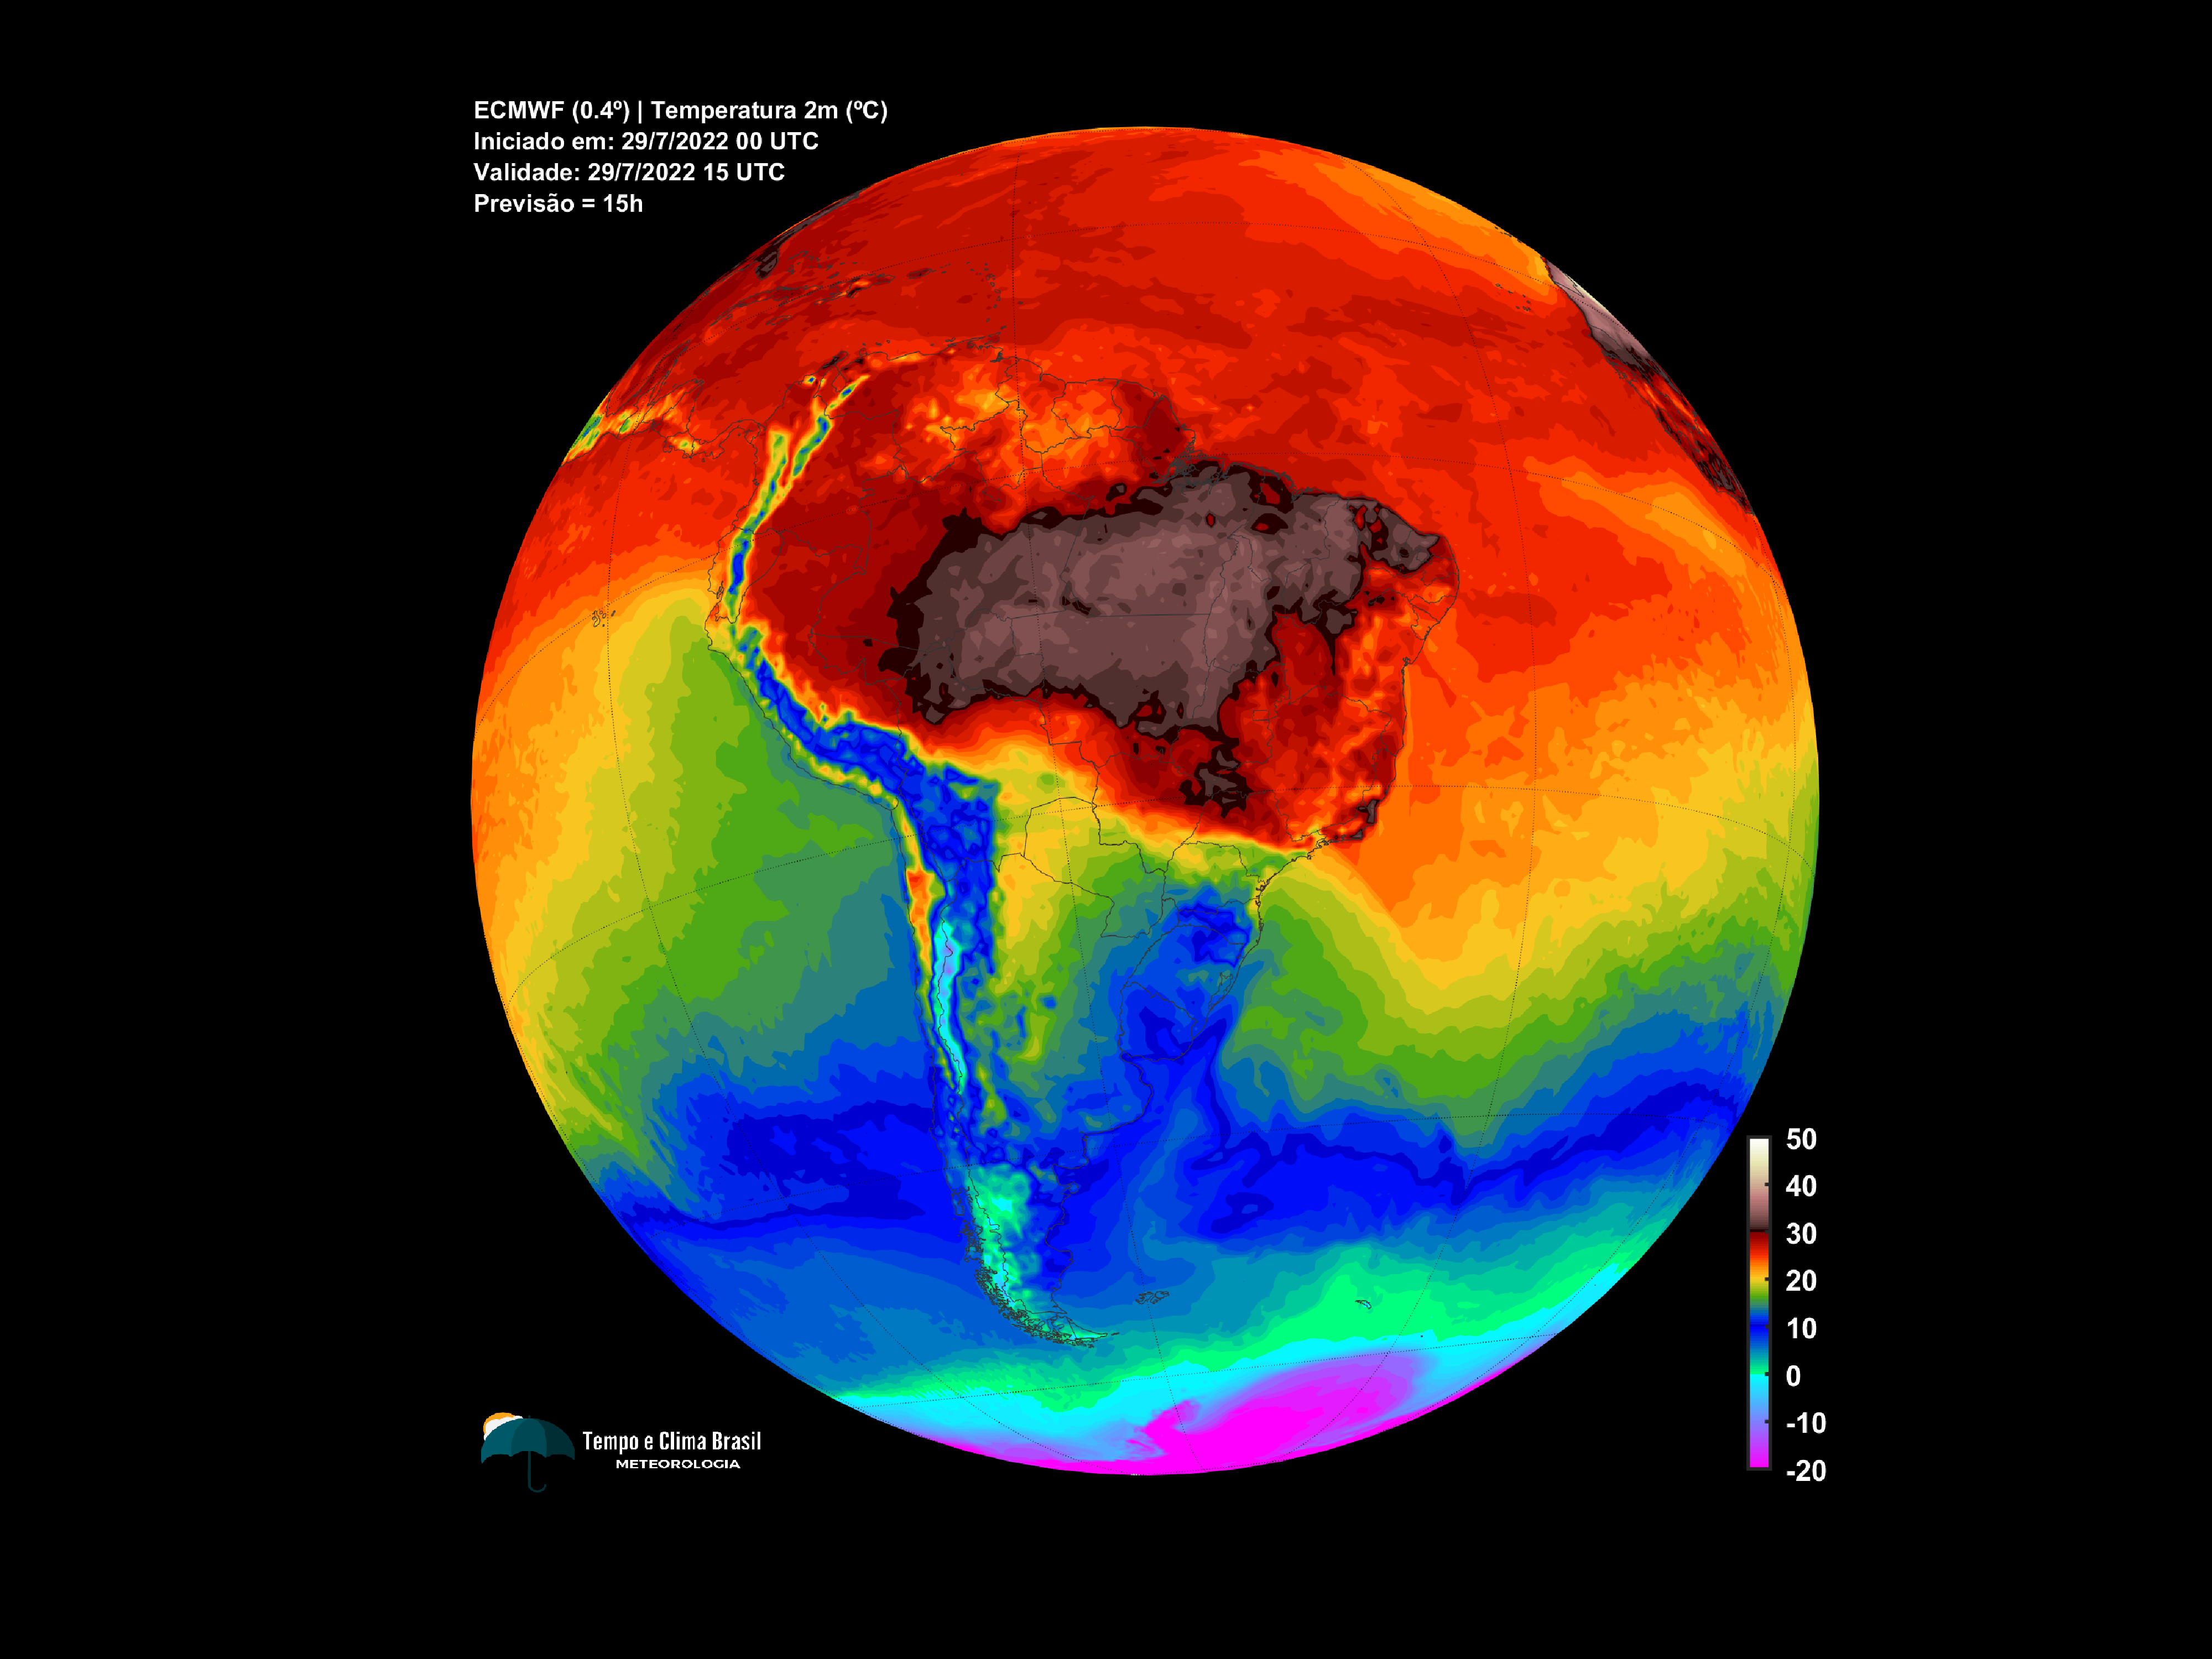 ECMWF (0.4º) | Temperatura 2m (ºC)
Iniciado em: 29/7/2022 00 UTC
Validade: 29/7/2022 15 UTC
Previsão = 15h
50
40
30
20
10
0
-10
-20
Tempo e Clima Brasil
METEOROLOGIA